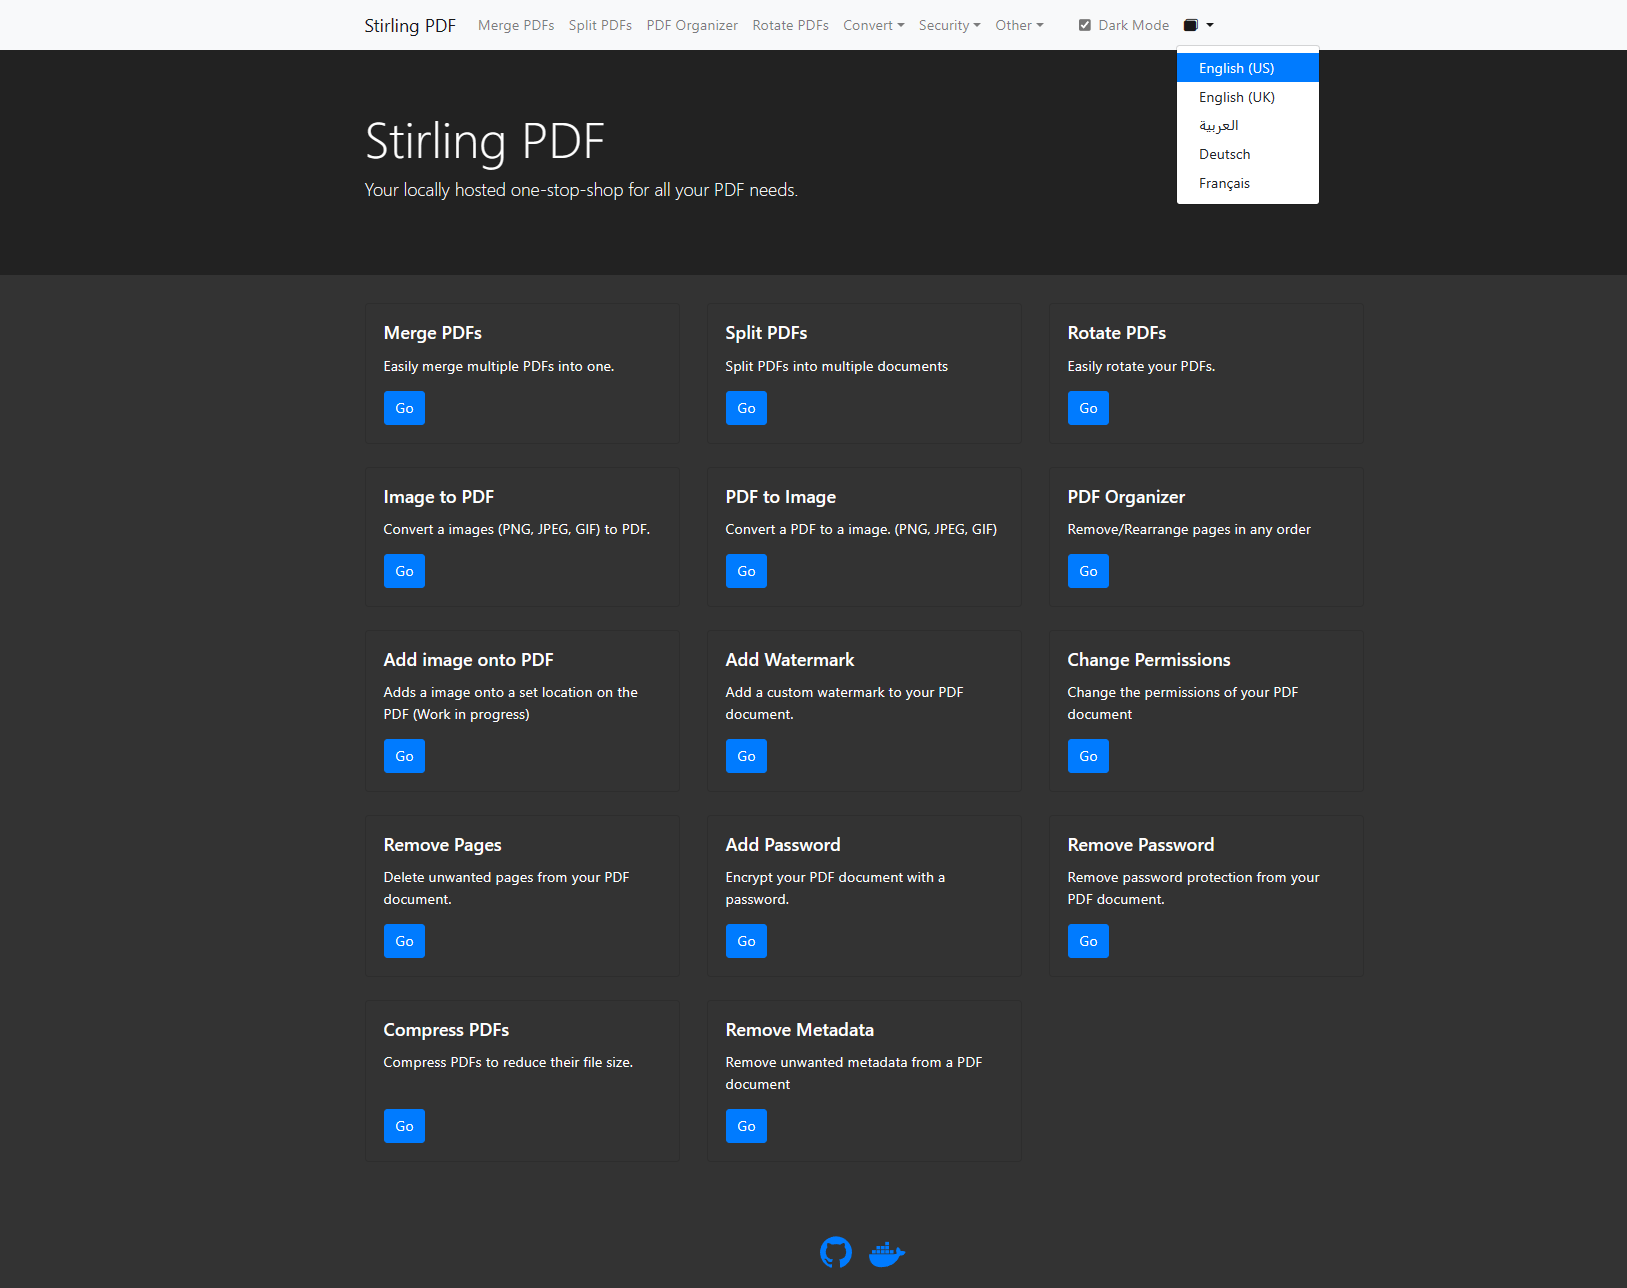 Stirling PDF
Merge PDFs
Split PDFs
PDF Organizer
Rotate PDFs
Convert
Security
Other
Dark Mode
English (US)
English (UK)
العربية
Deutsch
Français
Stirling PDF
Your locally hosted one-stop-shop for all your PDF needs.
Merge PDFs
Easily merge multiple PDFs into one.
Go
Split PDFs
Split PDFs into multiple documents
Go
Rotate PDFs
Easily rotate your PDFs.
Go
Image to PDF
Convert a images (PNG, JPEG, GIF) to PDF.
Go
PDF to Image
Convert a PDF to a image. (PNG, JPEG, GIF)
Go
PDF Organizer
Remove/Rearrange pages in any order
Go
Add image onto PDF
Adds a image onto a set location on the
PDF (Work in progress)
Go
Add Watermark
Add a custom watermark to your PDF
document.
Go
Change Permissions
Change the permissions of your PDF
document
Go
Remove Pages
Delete unwanted pages from your PDF
document.
Go
Add Password
Encrypt your PDF document with a
password.
Go
Remove Password
Remove password protection from your
PDF document.
Go
Compress PDFs
Compress PDFs to reduce their file size.
Go
Remove Metadata
Remove unwanted metadata from a PDF
document
Go